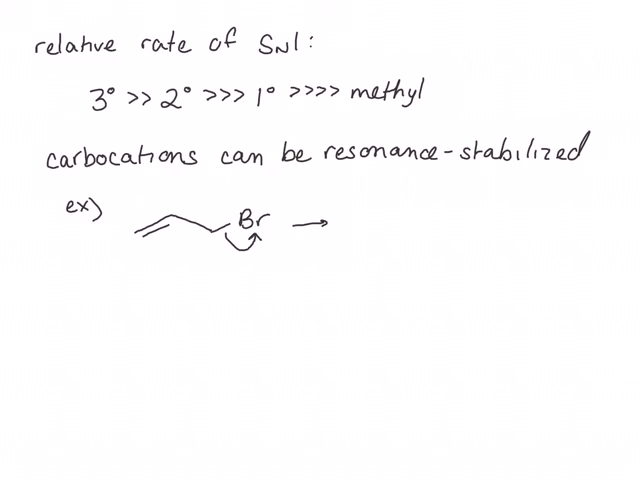 relative rate of SN1:
3° >> 2° >>> 1° >>>> methyl
carbocations can be resonance-stabilized
ex) Br →